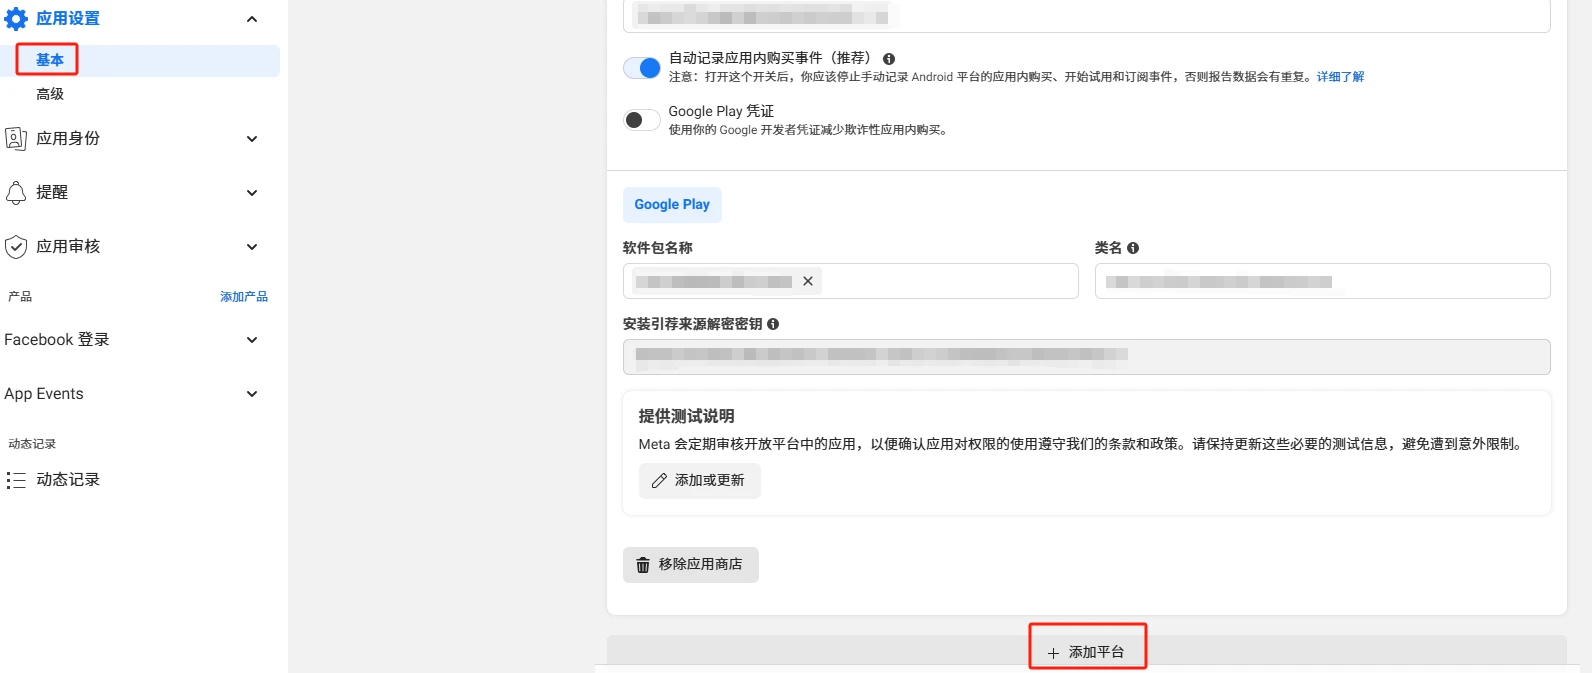 应用设置
基本
高级
应用身份
提醒
应用审核
产品
添加产品
Facebook 登录
App Events
动态记录
动态记录
自动记录应用内购买事件（推荐）
注意：打开这个开关后，你应该停止手动记录 Android 平台的应用内购买、开始试用和订阅事件，否则报告数据会有重复。详细了解
Google Play 凭证
使用你的 Google 开发者凭证减少欺诈性应用内购买。
Google Play
软件包名称
类名
安装引荐来源解密密钥
提供测试说明
Meta 会定期审核开放平台中的应用，以便确认应用对权限的使用遵守我们的条款和政策。请保持更新这些必要的测试信息，避免遭到意外限制。
添加或更新
移除应用商店
+ 添加平台